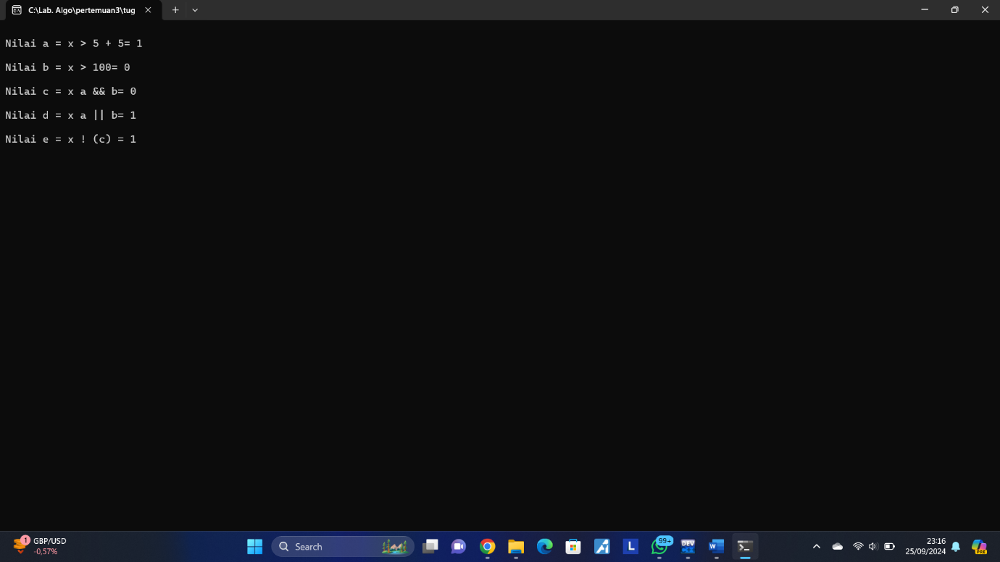 C:\Lab. Algo\pertemuan3\tug
Nilai a = x > 5 + 5= 1
Nilai b = x > 100= 0
Nilai c = x a && b= 0
Nilai d = x a || b= 1
Nilai e = x ! (c) = 1
1
GBP/USD
-0,57%
Search
L
99+
DEV
W
PRE
23:16
25/09/2024